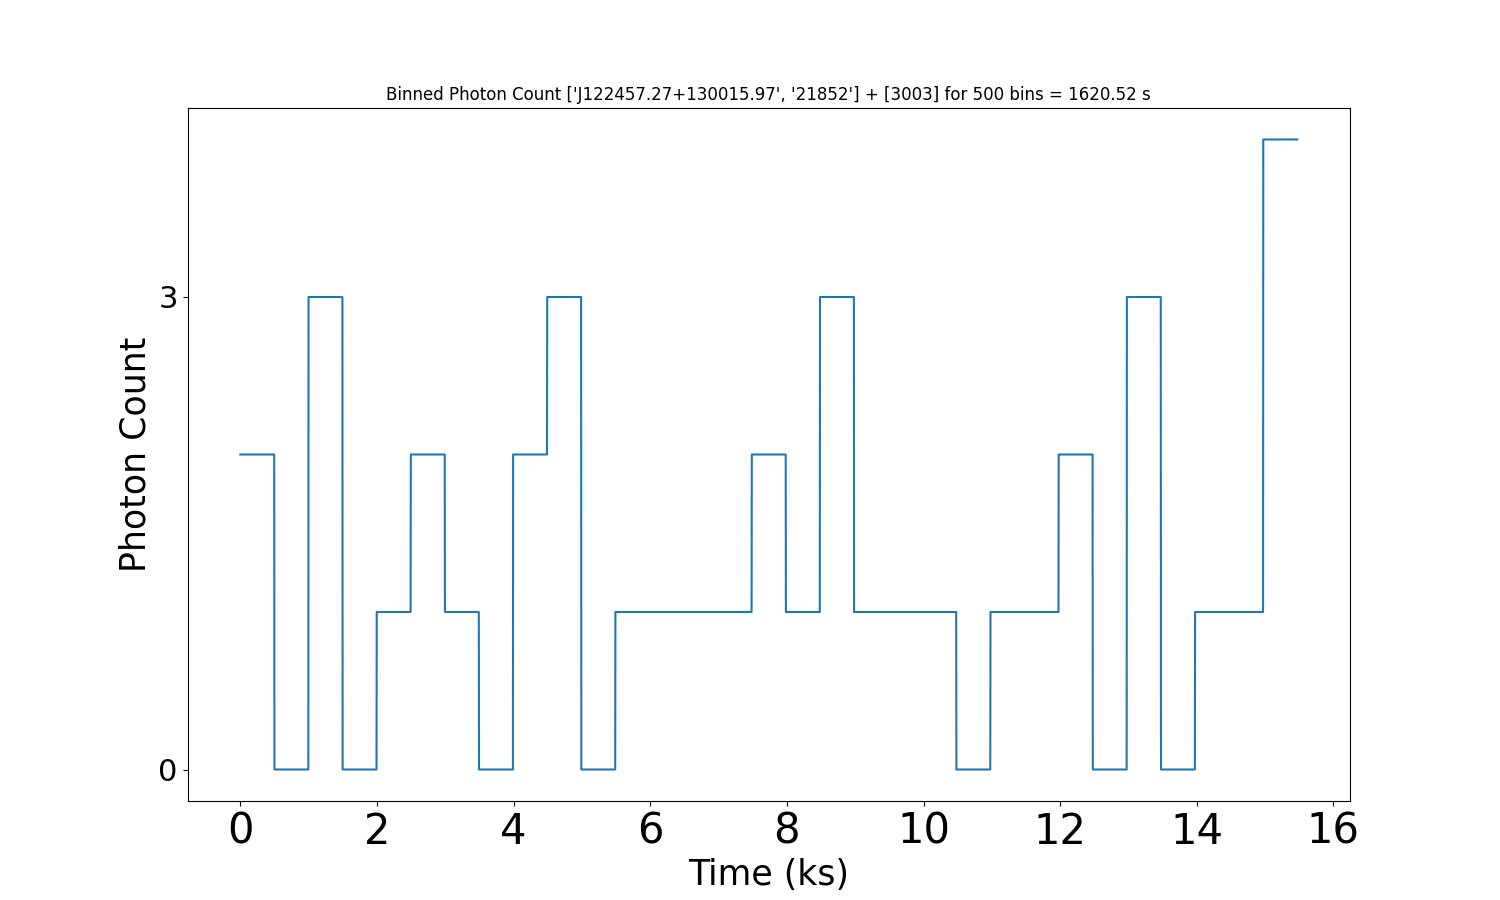 Binned Photon Count ['J122457.27+130015.97', '21852'] + [3003] for 500 bins = 1620.52 s
Photon Count
3
0
0 2 4 6 8 10 12 14 16
Time (ks)